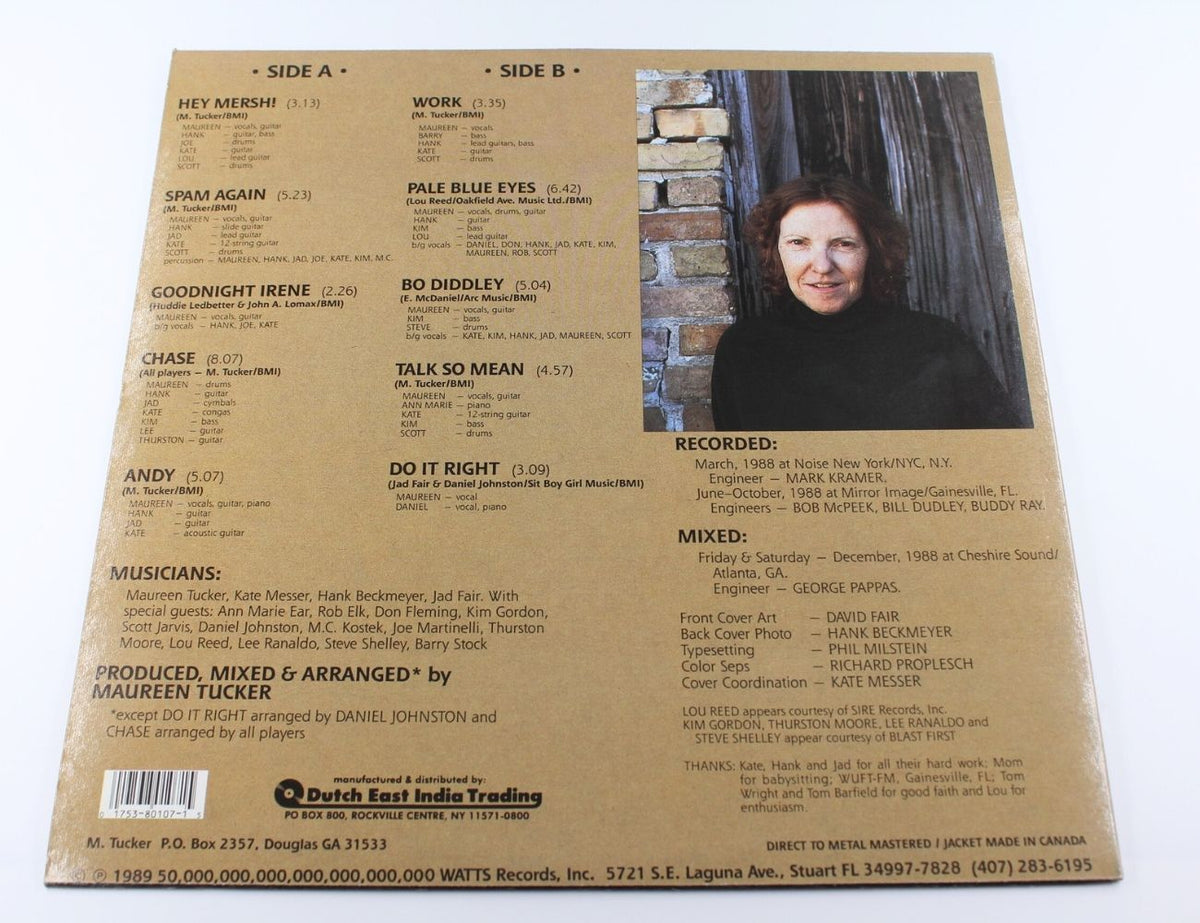 • SIDE A •
HEY MERSH! (3.13)
(M. Tucker/BMI)
MAUREEN – vocals, guitar
HANK – guitar, bass
JOE – drums
KATE – guitar
LOU – lead guitar
SCOTT – drums
SPAM AGAIN (5.23)
(M. Tucker/BMI)
MAUREEN – vocals, guitar
HANK – slide guitar
JAD – lead guitar
KATE – 12-string guitar
SCOTT – drums
percussion – MAUREEN, HANK, JAD, JOE, KATE, KIM, M.C.
GOODNIGHT IRENE (2.26)
(Huddie Ledbetter & John A. Lomax/BMI)
MAUREEN – vocals, guitar
b/g vocals – HANK, JOE, KATE
CHASE (8.07)
(All players – M. Tucker/BMI)
MAUREEN – drums
HANK – guitar
JAD – cymbals
KATE – congas
KIM – bass
LEE – guitar
THURSTON – guitar
ANDY (5.07)
(M. Tucker/BMI)
MAUREEN – vocals, guitar, piano
HANK – guitar
JAD – guitar
KATE – acoustic guitar
• SIDE B •
WORK (3.35)
(M. Tucker/BMI)
MAUREEN – vocals
BARRY – bass
HANK – lead guitars, bass
KATE – guitar
SCOTT – drums
PALE BLUE EYES (6.42)
(Lou Reed/Oakfield Ave. Music Ltd./BMI)
MAUREEN – vocals, drums, guitar
HANK – guitar
KIM – bass
LOU – lead guitar
b/g vocals – DANIEL, DON, HANK, JAD, KATE, KIM,
MAUREEN, ROB, SCOTT
BO DIDDLEY (5.04)
(E. McDaniel/Arc Music/BMI)
MAUREEN – vocals, guitar
KIM – bass
STEVE – drums
b/g vocals – KATE, KIM, HANK, JAD, MAUREEN, SCOTT
TALK SO MEAN (4.57)
(M. Tucker/BMI)
MAUREEN – vocals, guitar
ANN MARIE – piano
KATE – 12-string guitar
KIM – bass
SCOTT – drums
DO IT RIGHT (3.09)
(Jad Fair & Daniel Johnston/Sit Boy Girl Music/BMI)
MAUREEN – vocal
DANIEL – vocal, piano
MUSICIANS:
Maureen Tucker, Kate Messer, Hank Beckmeyer, Jad Fair. With
special guests: Ann Marie Ear, Rob Elk, Don Fleming, Kim Gordon,
Scott Jarvis, Daniel Johnston, M.C. Kostek, Joe Martinelli, Thurston
Moore, Lou Reed, Lee Ranaldo, Steve Shelley, Barry Stock
PRODUCED, MIXED & ARRANGED* by
MAUREEN TUCKER
*except DO IT RIGHT arranged by DANIEL JOHNSTON and
CHASE arranged by all players
RECORDED:
March, 1988 at Noise New York/NYC, N.Y.
Engineer – MARK KRAMER.
June–October, 1988 at Mirror Image/Gainesville, FL.
Engineers – BOB McPEEK, BILL DUDLEY, BUDDY RAY.
MIXED:
Friday & Saturday – December, 1988 at Cheshire Sound/
Atlanta, GA.
Engineer – GEORGE PAPPAS.
Front Cover Art – DAVID FAIR
Back Cover Photo – HANK BECKMEYER
Typesetting – PHIL MILSTEIN
Color Seps – RICHARD PROPLESCH
Cover Coordination – KATE MESSER
LOU REED appears courtesy of SIRE Records, Inc.
KIM GORDON, THURSTON MOORE, LEE RANALDO and
STEVE SHELLEY appear courtesy of BLAST FIRST
THANKS: Kate, Hank and Jad for all their hard work; Mom
for babysitting; WUFT-FM, Gainesville, FL; Tom
Wright and Tom Barfield for good faith and Lou for
enthusiasm.
0 1753-80107-1 5
manufactured & distributed by:
Dutch East India Trading
PO BOX 800, ROCKVILLE CENTRE, NY 11571-0800
M. Tucker P.O. Box 2357, Douglas GA 31533
DIRECT TO METAL MASTERED / JACKET MADE IN CANADA
© ℗ 1989 50,000,000,000,000,000,000,000 WATTS Records, Inc. 5721 S.E. Laguna Ave., Stuart FL 34997-7828 (407) 283-6195